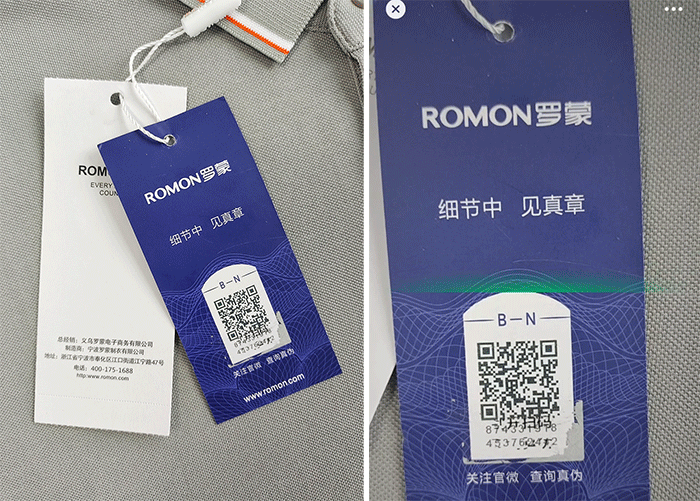 ROMON
EVERY
COUN
总经销：义乌罗蒙电子商务有限公司
制造商：宁波罗蒙制衣有限公司
地址：浙江省宁波市奉化区江口街道江宁路47号
电话：400-175-1688
http:www.romon.com
ROMON罗蒙
细节中 见真章
B-N
关注官微 查询真伪
www.romon.com
ROMON罗蒙
细节中 见真章
B-N
关注官微 查询真伪